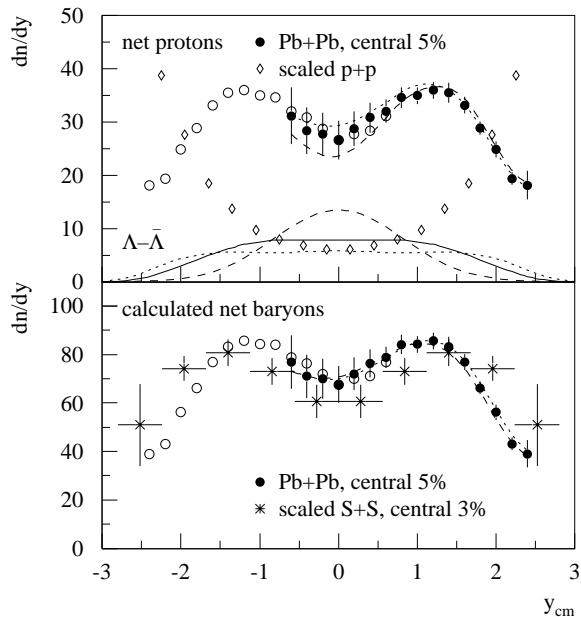 dn/dy
50
40
30
20
10
0
net protons
Pb+Pb, central 5%
scaled p+p
Λ–Λ̄
dn/dy
100
80
60
40
20
0
calculated net baryons
Pb+Pb, central 5%
scaled S+S, central 3%
-3 -2 -1 0 1 2 3
y_cm